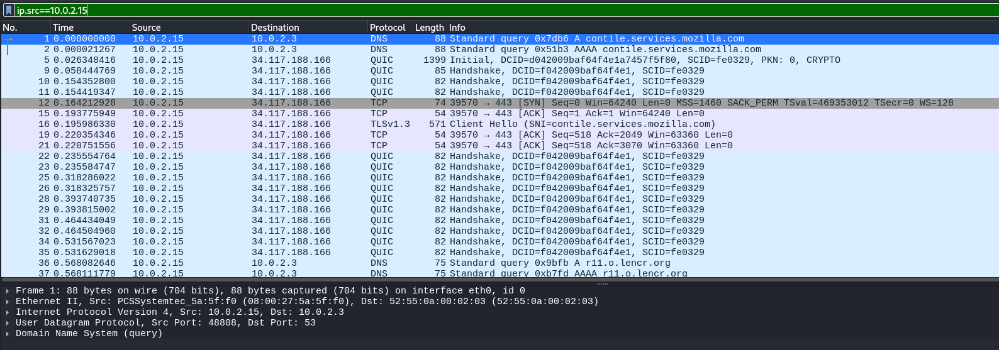 ip.src==10.0.2.15
No. Time Source Destination Protocol Length Info
1 0.000000000 10.0.2.15 10.0.2.3 DNS 88 Standard query 0x7db6 A contile.services.mozilla.com
2 0.000021267 10.0.2.15 10.0.2.3 DNS 88 Standard query 0x51b3 AAAA contile.services.mozilla.com
5 0.026348416 10.0.2.15 34.117.188.166 QUIC 1399 Initial, DCID=d042009baf64f4e1a7457f5f80, SCID=fe0329, PKN: 0, CRYPTO
9 0.058444769 10.0.2.15 34.117.188.166 QUIC 85 Handshake, DCID=f042009baf64f4e1, SCID=fe0329
10 0.154352800 10.0.2.15 34.117.188.166 QUIC 82 Handshake, DCID=f042009baf64f4e1, SCID=fe0329
11 0.154419347 10.0.2.15 34.117.188.166 QUIC 82 Handshake, DCID=f042009baf64f4e1, SCID=fe0329
12 0.164212928 10.0.2.15 34.117.188.166 TCP 74 39570 → 443 [SYN] Seq=0 Win=64240 Len=0 MSS=1460 SACK_PERM TSval=469353012 TSecr=0 WS=128
15 0.193775949 10.0.2.15 34.117.188.166 TCP 54 39570 → 443 [ACK] Seq=1 Ack=1 Win=64240 Len=0
16 0.195986330 10.0.2.15 34.117.188.166 TLSv1.3 571 Client Hello (SNI=contile.services.mozilla.com)
19 0.220354346 10.0.2.15 34.117.188.166 TCP 54 39570 → 443 [ACK] Seq=518 Ack=2049 Win=63360 Len=0
21 0.220751556 10.0.2.15 34.117.188.166 TCP 54 39570 → 443 [ACK] Seq=518 Ack=3070 Win=63360 Len=0
22 0.235554764 10.0.2.15 34.117.188.166 QUIC 82 Handshake, DCID=f042009baf64f4e1, SCID=fe0329
23 0.235584747 10.0.2.15 34.117.188.166 QUIC 82 Handshake, DCID=f042009baf64f4e1, SCID=fe0329
25 0.318286022 10.0.2.15 34.117.188.166 QUIC 82 Handshake, DCID=f042009baf64f4e1, SCID=fe0329
26 0.318325757 10.0.2.15 34.117.188.166 QUIC 82 Handshake, DCID=f042009baf64f4e1, SCID=fe0329
28 0.393740735 10.0.2.15 34.117.188.166 QUIC 82 Handshake, DCID=f042009baf64f4e1, SCID=fe0329
29 0.393815002 10.0.2.15 34.117.188.166 QUIC 82 Handshake, DCID=f042009baf64f4e1, SCID=fe0329
31 0.464434049 10.0.2.15 34.117.188.166 QUIC 82 Handshake, DCID=f042009baf64f4e1, SCID=fe0329
32 0.464504960 10.0.2.15 34.117.188.166 QUIC 82 Handshake, DCID=f042009baf64f4e1, SCID=fe0329
34 0.531567023 10.0.2.15 34.117.188.166 QUIC 82 Handshake, DCID=f042009baf64f4e1, SCID=fe0329
35 0.531629018 10.0.2.15 34.117.188.166 QUIC 82 Handshake, DCID=f042009baf64f4e1, SCID=fe0329
36 0.568082646 10.0.2.15 10.0.2.3 DNS 75 Standard query 0x9bfb A r11.o.lencr.org
37 0.568111779 10.0.2.15 10.0.2.3 DNS 75 Standard query 0xb7fd AAAA r11.o.lencr.org
Frame 1: 88 bytes on wire (704 bits), 88 bytes captured (704 bits) on interface eth0, id 0
Ethernet II, Src: PCSSystemtec_5a:5f:f0 (08:00:27:5a:5f:f0), Dst: 52:55:0a:00:02:03 (52:55:0a:00:02:03)
Internet Protocol Version 4, Src: 10.0.2.15, Dst: 10.0.2.3
User Datagram Protocol, Src Port: 48808, Dst Port: 53
Domain Name System (query)